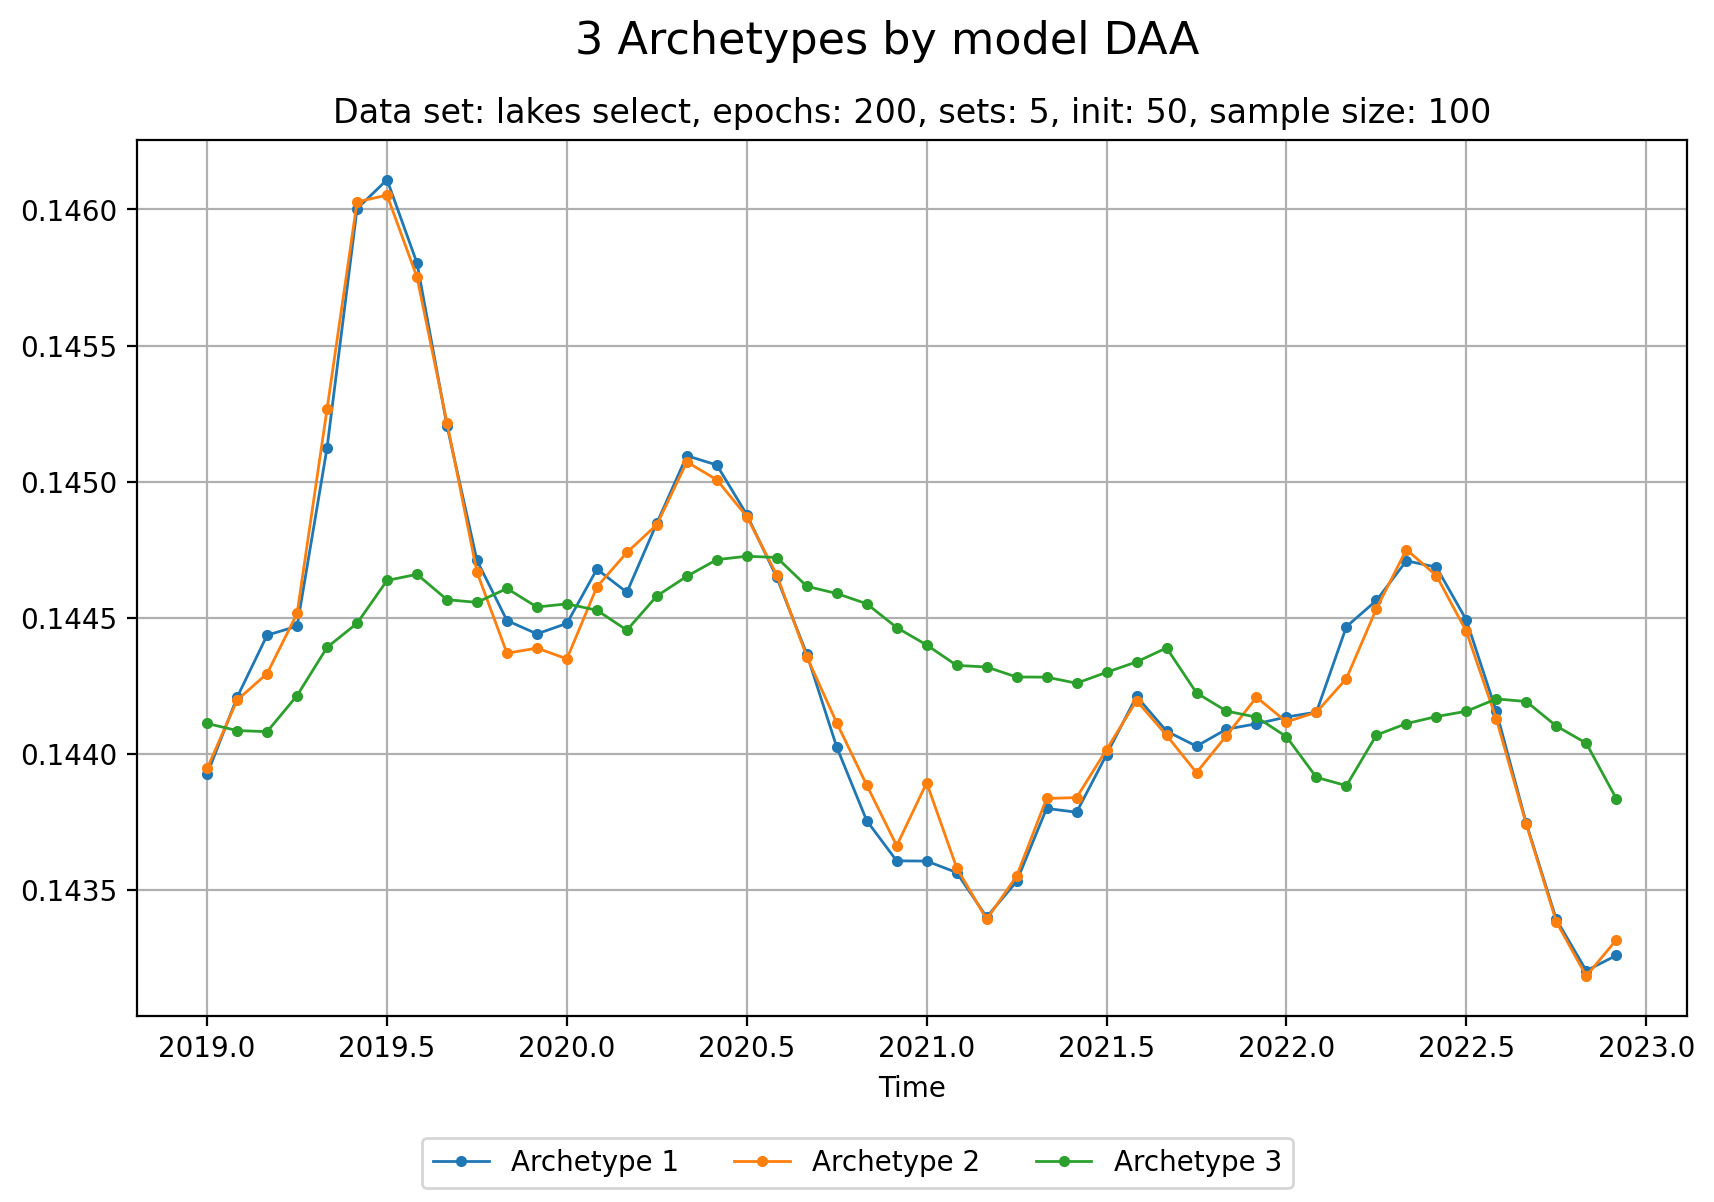 3 Archetypes by model DAA
Data set: lakes select, epochs: 200, sets: 5, init: 50, sample size: 100
0.1460
0.1455
0.1450
0.1445
0.1440
0.1435
2019.0 2019.5 2020.0 2020.5 2021.0 2021.5 2022.0 2022.5 2023.0
Time
Archetype 1 Archetype 2 Archetype 3